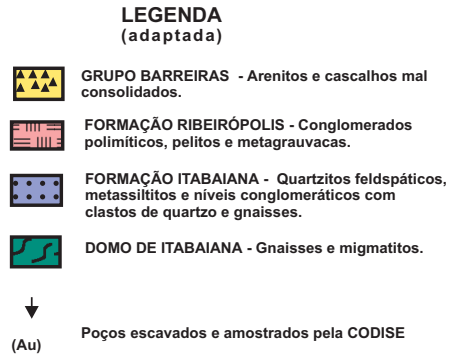 LEGENDA
(adaptada)
GRUPO BARREIRAS - Arenitos e cascalhos mal
consolidados.
FORMAÇÃO RIBEIRÓPOLIS - Conglomerados
polimíticos, pelitos e metagrauvacas.
FORMAÇÃO ITABAIANA - Quartzitos feldspáticos,
metassiltitos e níveis conglomeráticos com
clastos de quartzo e gnaisses.
DOMO DE ITABAIANA - Gnaisses e migmatitos.
Poços escavados e amostrados pela CODISE
(Au)